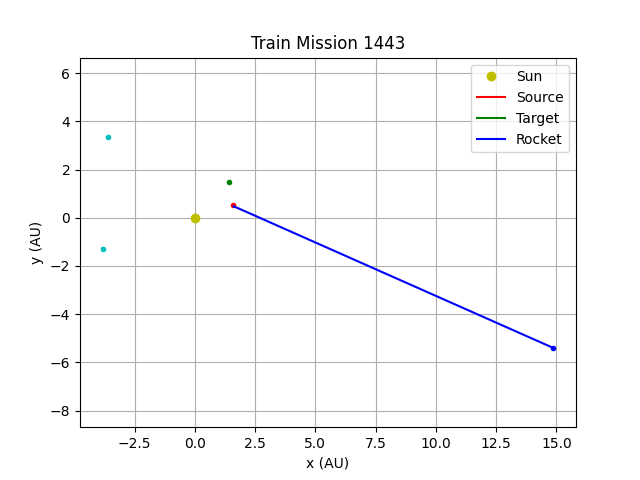 Train Mission 1443
Sun
Source
Target
Rocket
y (AU)
6
4
2
0
−2
−4
−6
−8
−2.5 0.0 2.5 5.0 7.5 10.0 12.5 15.0
x (AU)